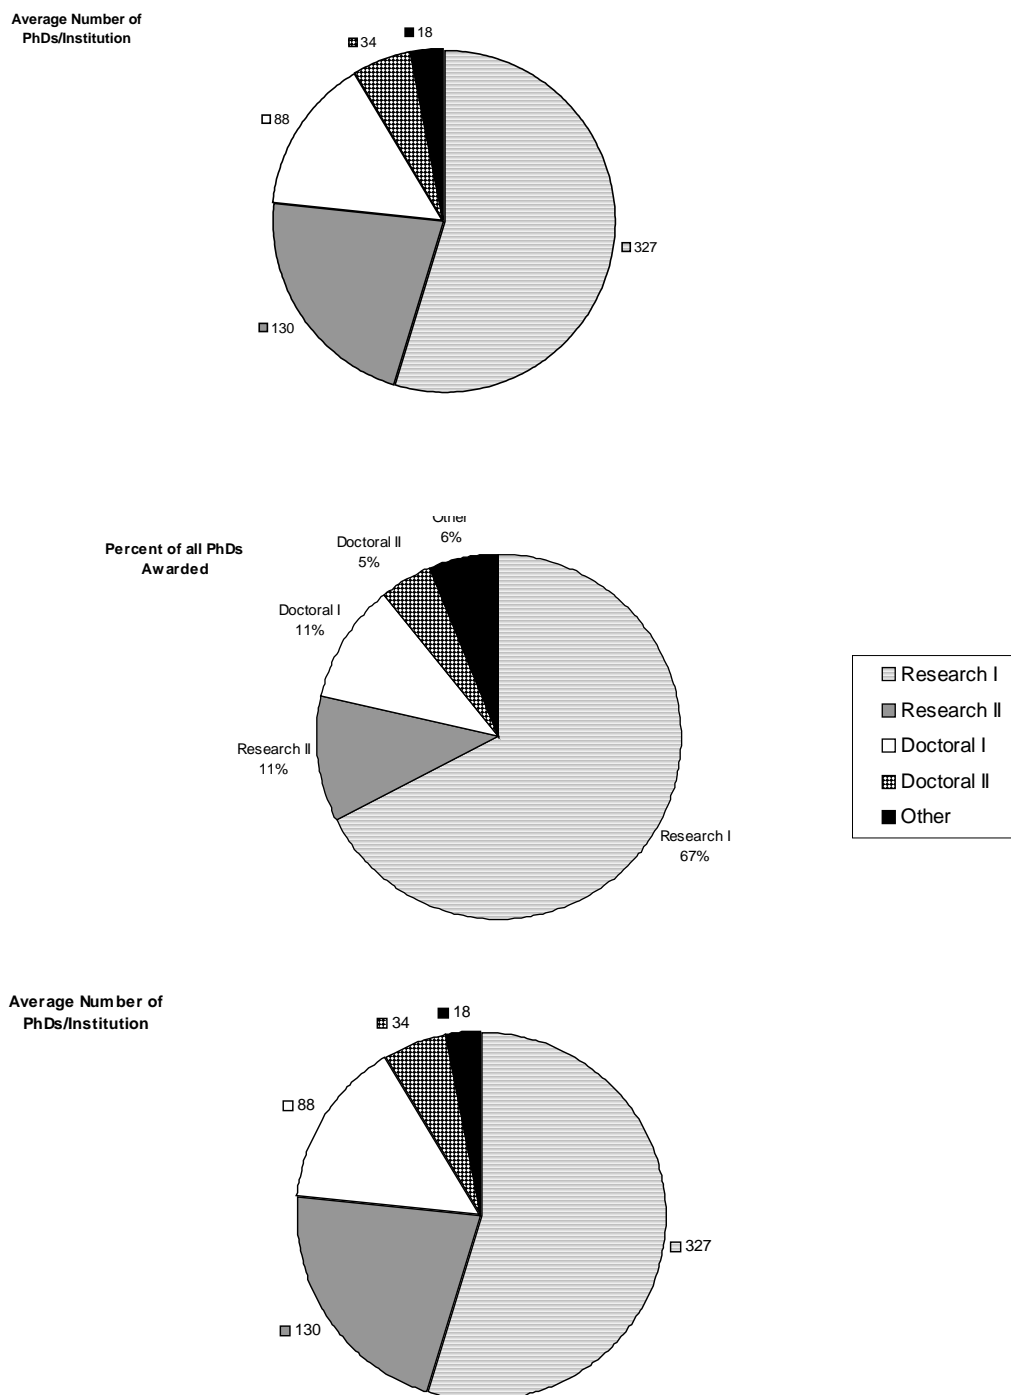 Average Number of
PhDs/Institution
18
34
88
327
130
Other
6%
Doctoral II
5%
Percent of all PhDs
Awarded
Doctoral I
11%
Research II
11%
Research I
67%
Research I
Research II
Doctoral I
Doctoral II
Other
Average Number of
PhDs/Institution
18
34
88
327
130